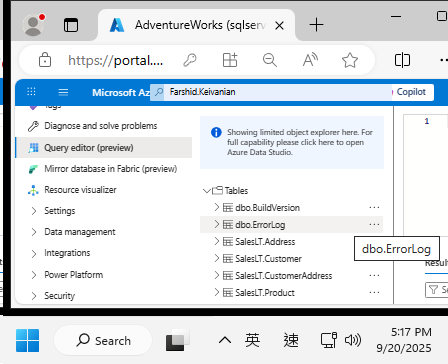 AdventureWorks (sqlserv
https://portal....
Microsoft Az
Farshid.Keivanian
Copilot
Tags
Diagnose and solve problems
Query editor (preview)
Mirror database in Fabric (preview)
Resource visualizer
Settings
Data management
Integrations
Power Platform
Security
Showing limited object explorer here. For
full capability please click here to open
Azure Data Studio.
Tables
dbo.BuildVersion
dbo.ErrorLog
SalesLT.Address
SalesLT.Customer
SalesLT.CustomerAddress
SalesLT.Product
1
dbo.ErrorLog
Search
英
速
5:17 PM
9/20/2025